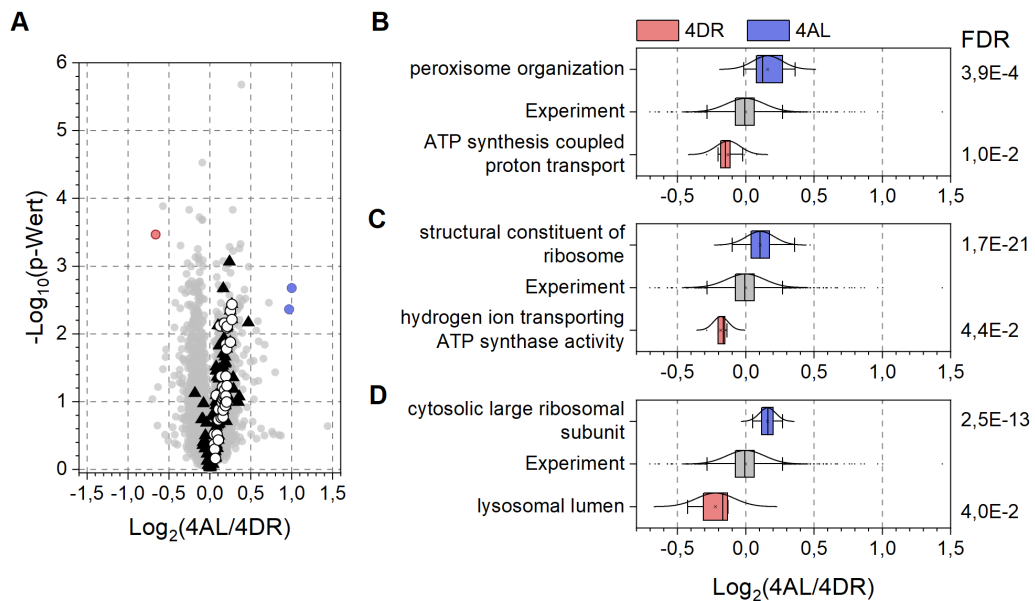 A
-Log10(p-Wert)
6
5
4
3
2
1
0
-1,5 -1,0 -0,5 0,0 0,5 1,0 1,5
Log2(4AL/4DR)
B
4DR 4AL
FDR
peroxisome organization
3,9E-4
Experiment
ATP synthesis coupled
proton transport
1,0E-2
-0,5 0,0 0,5 1,0 1,5
C
structural constituent of
ribosome
1,7E-21
Experiment
hydrogen ion transporting
ATP synthase activity
4,4E-2
-0,5 0,0 0,5 1,0 1,5
D
cytosolic large ribosomal
subunit
2,5E-13
Experiment
lysosomal lumen
4,0E-2
-0,5 0,0 0,5 1,0 1,5
Log2(4AL/4DR)